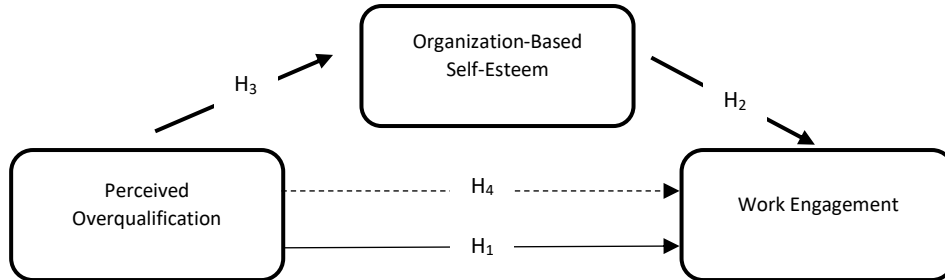 Organization-Based
Self-Esteem
H₃
H₂
Perceived
Overqualification
H₄
Work Engagement
H₁